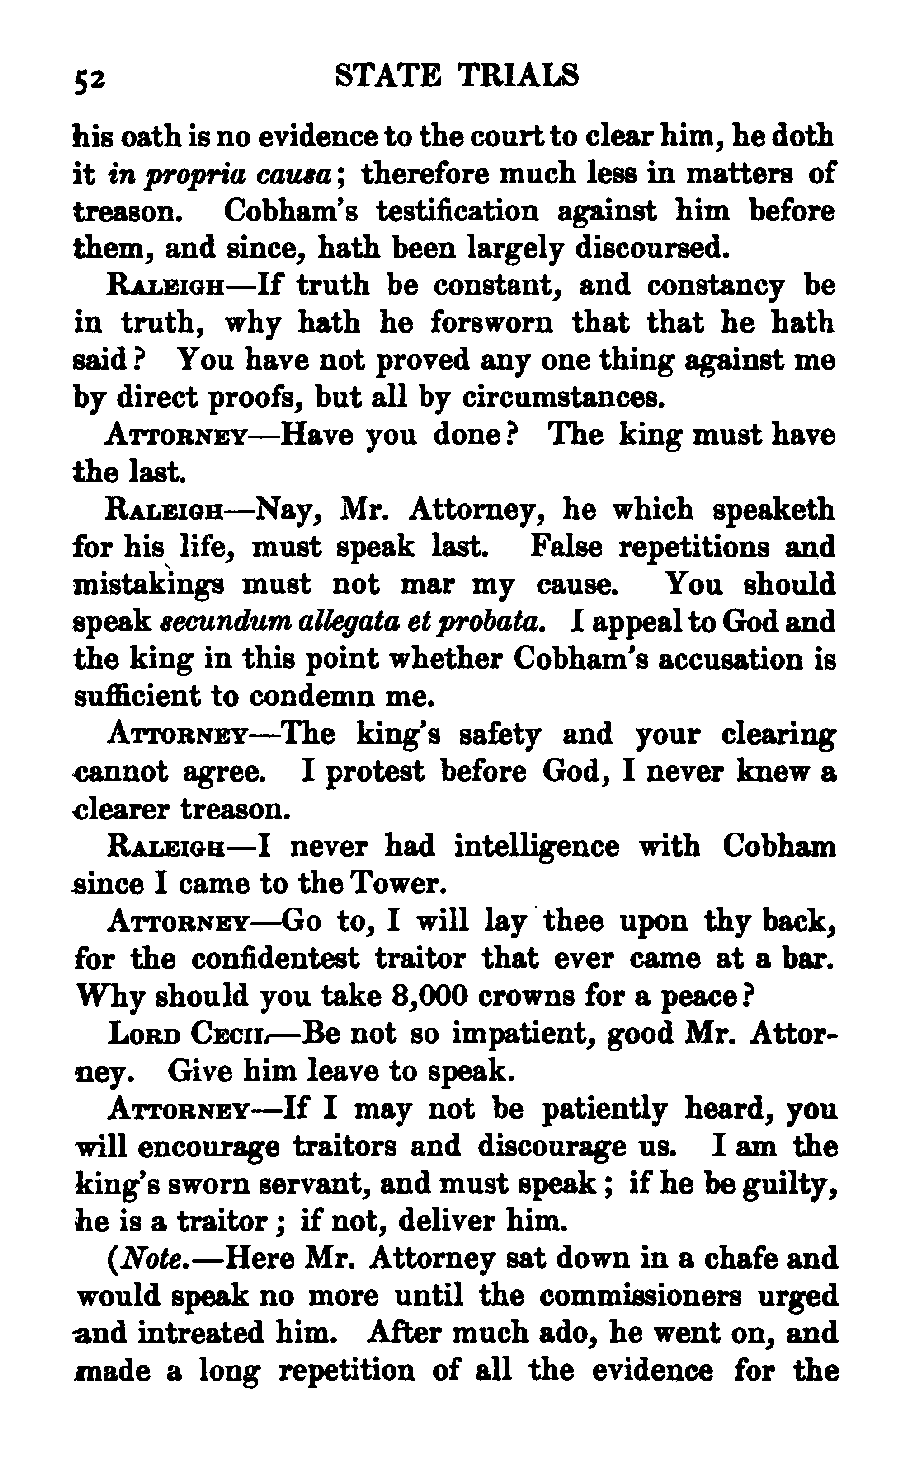 52 STATE TRIALS
his oath is no evidence to the court to clear him, he doth
it in propria causa; therefore much less in matters of
treason. Cobham's testification against him before
them, and since, hath been largely discoursed.
RALEIGH—If truth be constant, and constancy be
in truth, why hath he forsworn that that he hath
said? You have not proved any one thing against me
by direct proofs, but all by circumstances.
ATTORNEY—Have you done? The king must have
the last.
RALEIGH—Nay, Mr. Attorney, he which speaketh
for his life, must speak last. False repetitions and
mistakings must not mar my cause. You should
speak secundum allegata et probata. I appeal to God and
the king in this point whether Cobham's accusation is
sufficient to condemn me.
ATTORNEY—The king's safety and your clearing
cannot agree. I protest before God, I never knew a
clearer treason.
RALEIGH—I never had intelligence with Cobham
since I came to the Tower.
ATTORNEY—Go to, I will lay thee upon thy back,
for the confidentest traitor that ever came at a bar.
Why should you take 8,000 crowns for a peace?
LORD CECIL—Be not so impatient, good Mr. Attor-
ney. Give him leave to speak.
ATTORNEY—If I may not be patiently heard, you
will encourage traitors and discourage us. I am the
king's sworn servant, and must speak; if he be guilty,
he is a traitor; if not, deliver him.
(Note.—Here Mr. Attorney sat down in a chafe and
would speak no more until the commissioners urged
and intreated him. After much ado, he went on, and
made a long repetition of all the evidence for the